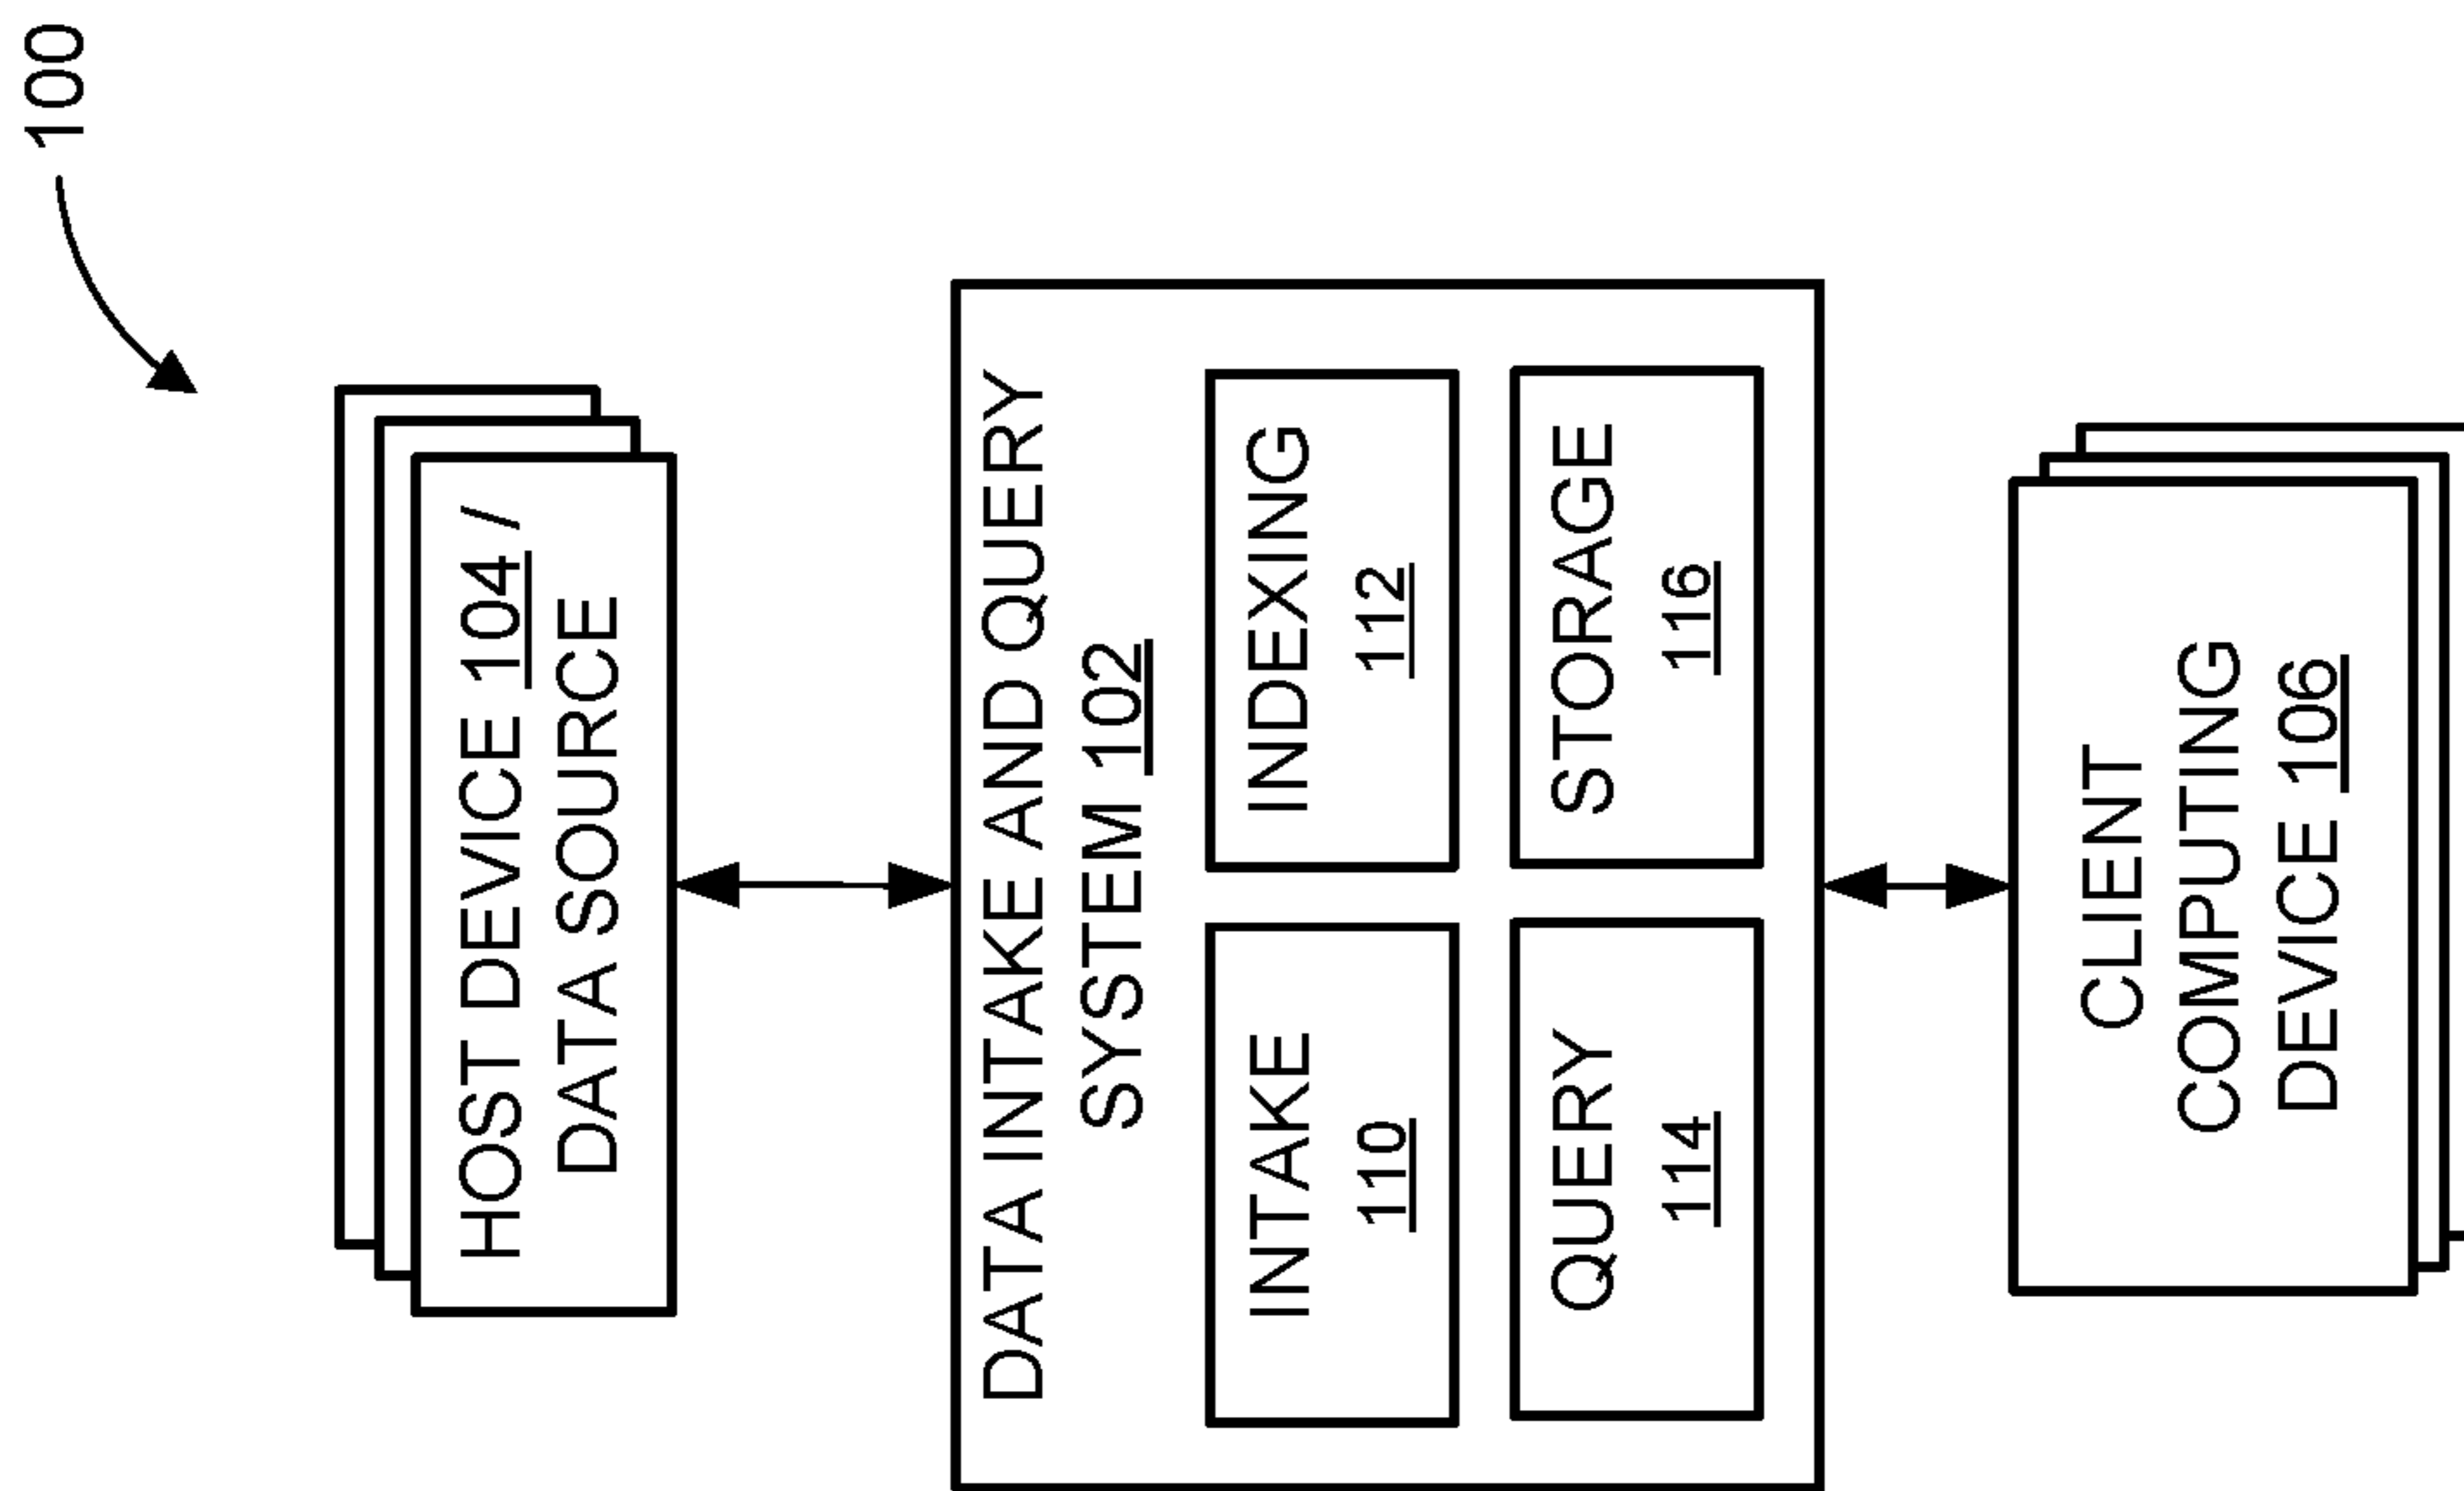 100
HOST DEVICE 104 /
DATA SOURCE
DATA INTAKE AND QUERY
SYSTEM 102
INTAKE
110
INDEXING
112
QUERY
114
STORAGE
116
CLIENT
COMPUTING
DEVICE 106